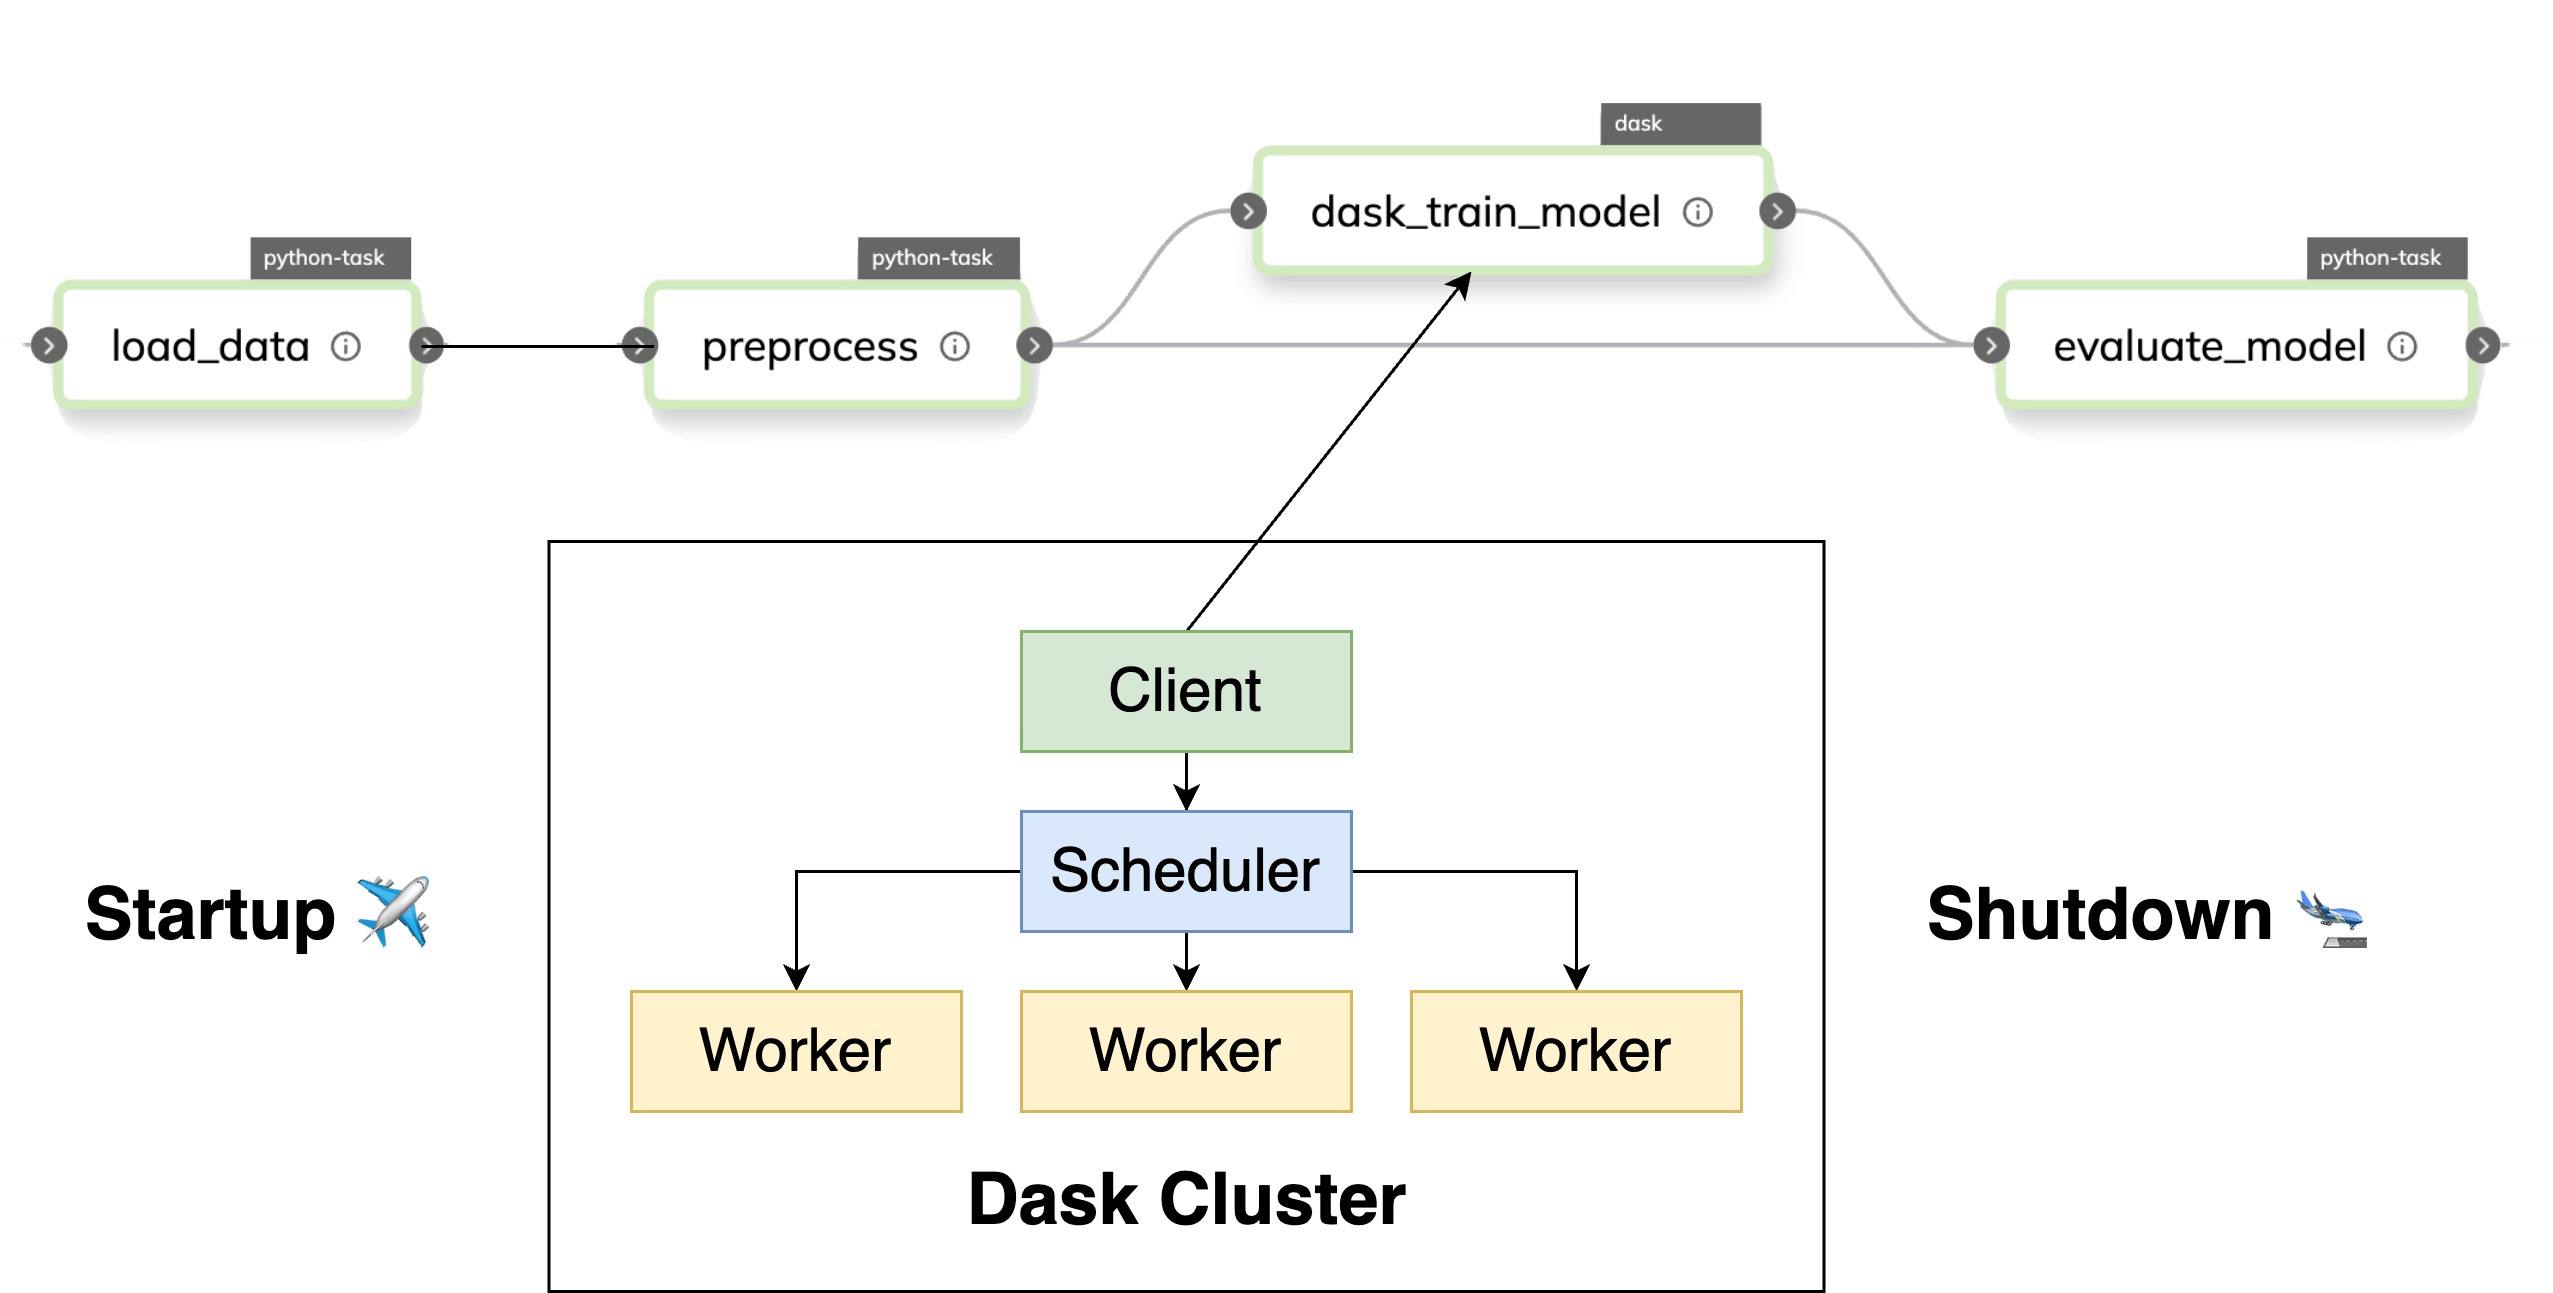 dask
dask_train_model
python-task
load_data
python-task
preprocess
python-task
evaluate_model
Client
Scheduler
Startup
Shutdown
Worker
Worker
Worker
Dask Cluster